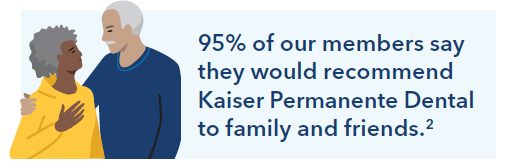 95% of our members say
they would recommend
Kaiser Permanente Dental
to family and friends.²